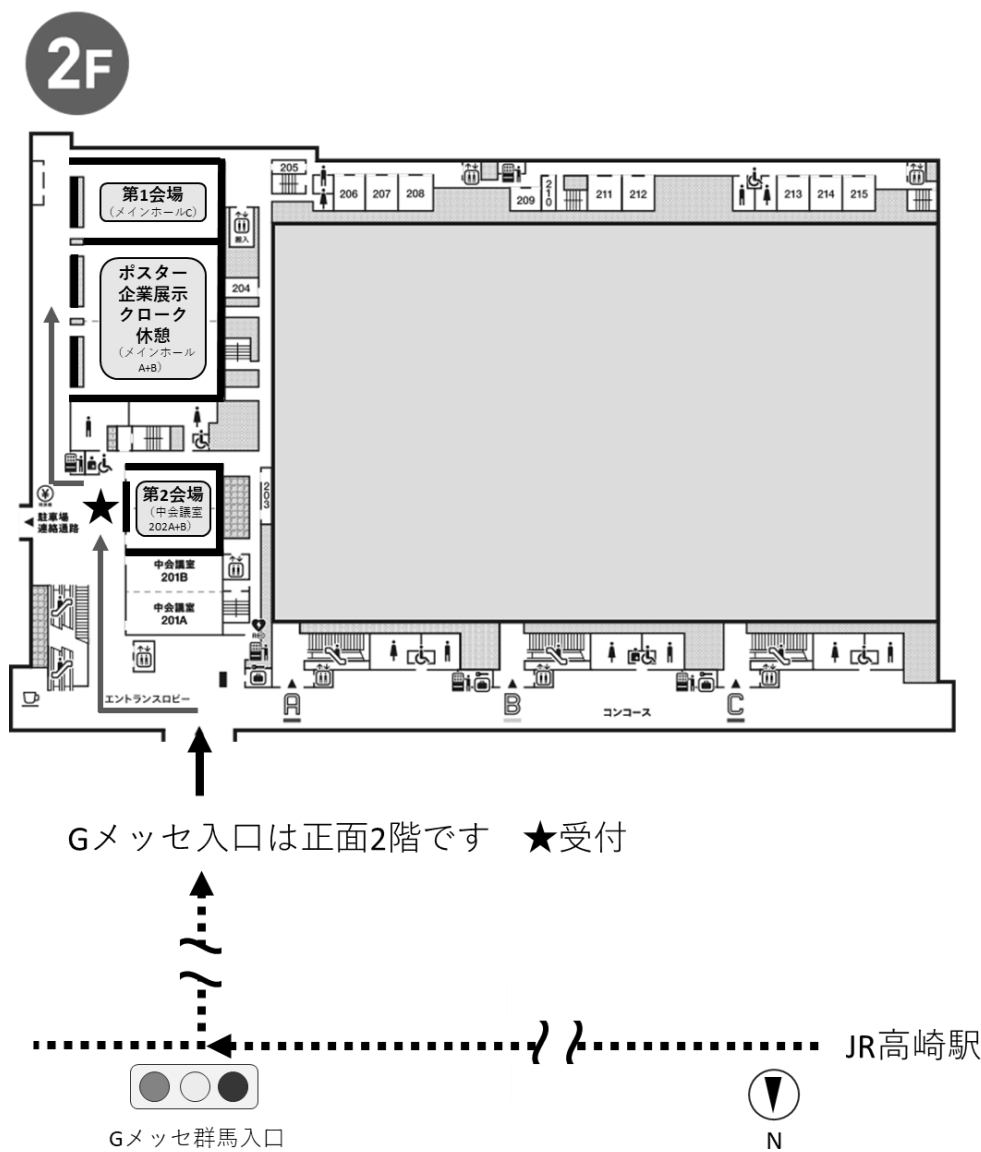 2F
第1会場
（メインホールC）
ポスター
企業展示
クローク
休憩
（メインホール
A+B）
第2会場
（中会議室
202A+B）
中会議室
201B
中会議室
201A
駐車場
連絡通路
エントランスロビー
搬入
203
204
205
206
207
208
209
210
211
212
213
214
215
AED
A
B
C
コンコース
Gメッセ入口は正面2階です ★受付
JR高崎駅
Gメッセ群馬入口
N